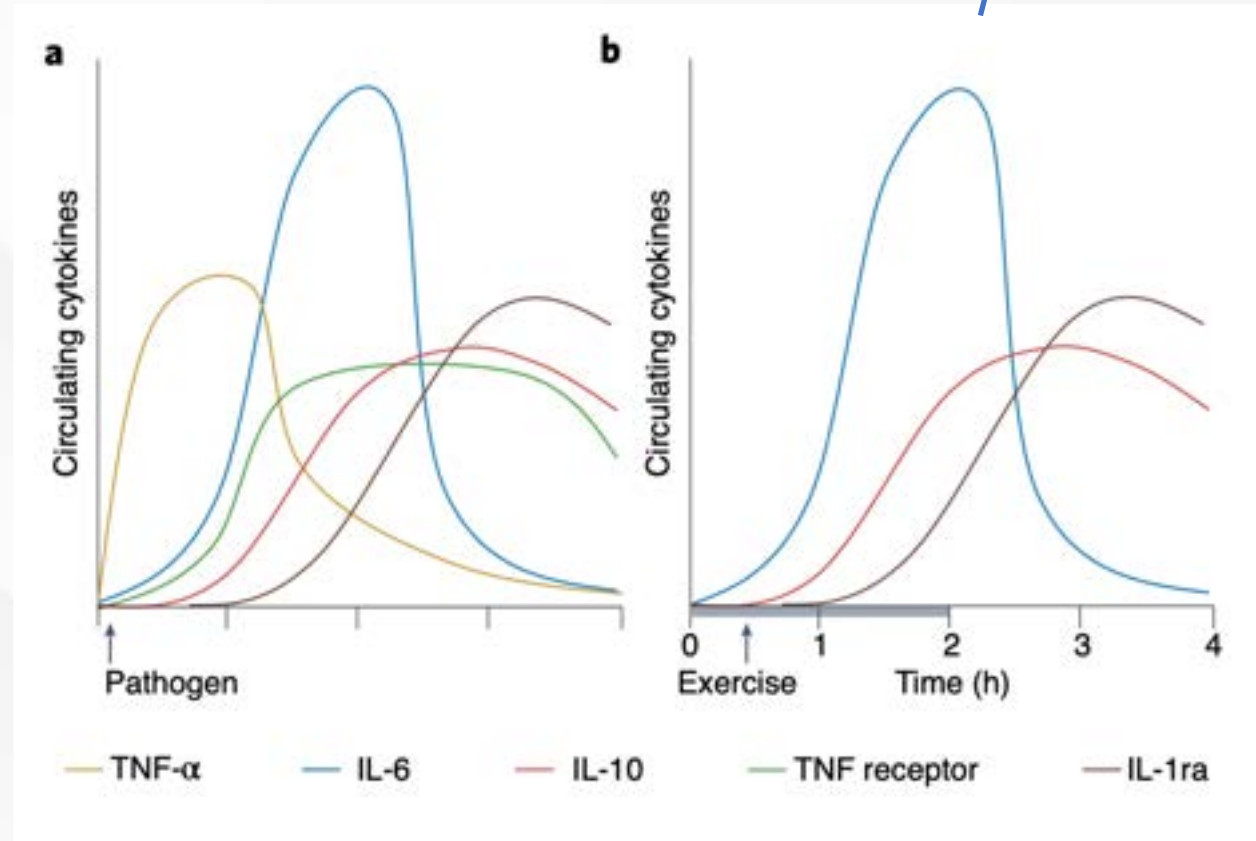 a
b
Circulating cytokines
Circulating cytokines
0 1 2 3 4
Pathogen
Exercise Time (h)
TNF-α IL-6 IL-10 TNF receptor IL-1ra